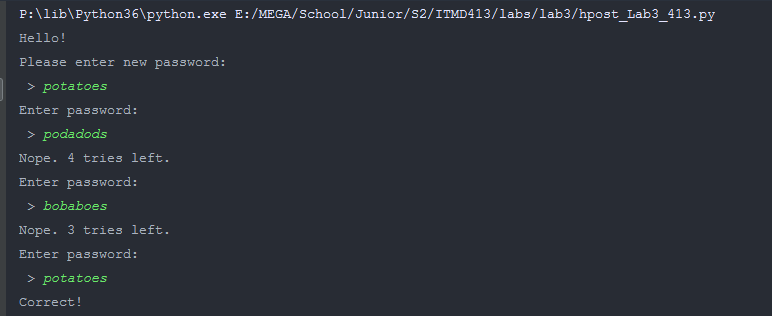 P:\lib\Python36\python.exe E:/MEGA/School/Junior/S2/ITMD413/labs/lab3/hpost_Lab3_413.py
Hello!
Please enter new password:
> potatoes
Enter password:
> podadods
Nope. 4 tries left.
Enter password:
> bobaboes
Nope. 3 tries left.
Enter password:
> potatoes
Correct!